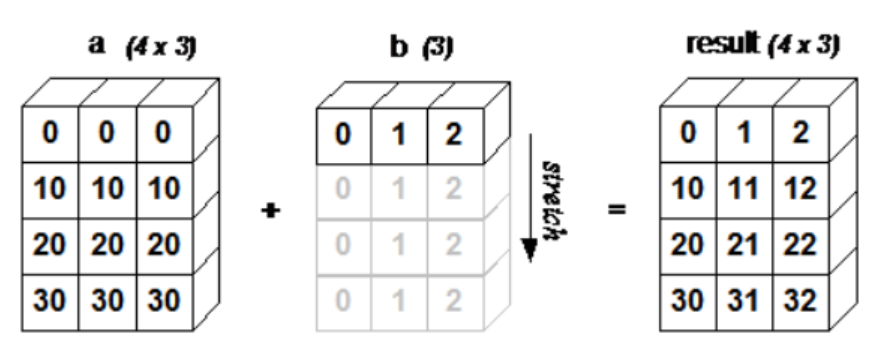 a (4 x 3) b (3) result (4 x 3)
0 0 0 0 1 2 0 1 2
10 10 10 0 1 2 10 11 12
+ stretch =
20 20 20 0 1 2 20 21 22
30 30 30 0 1 2 30 31 32